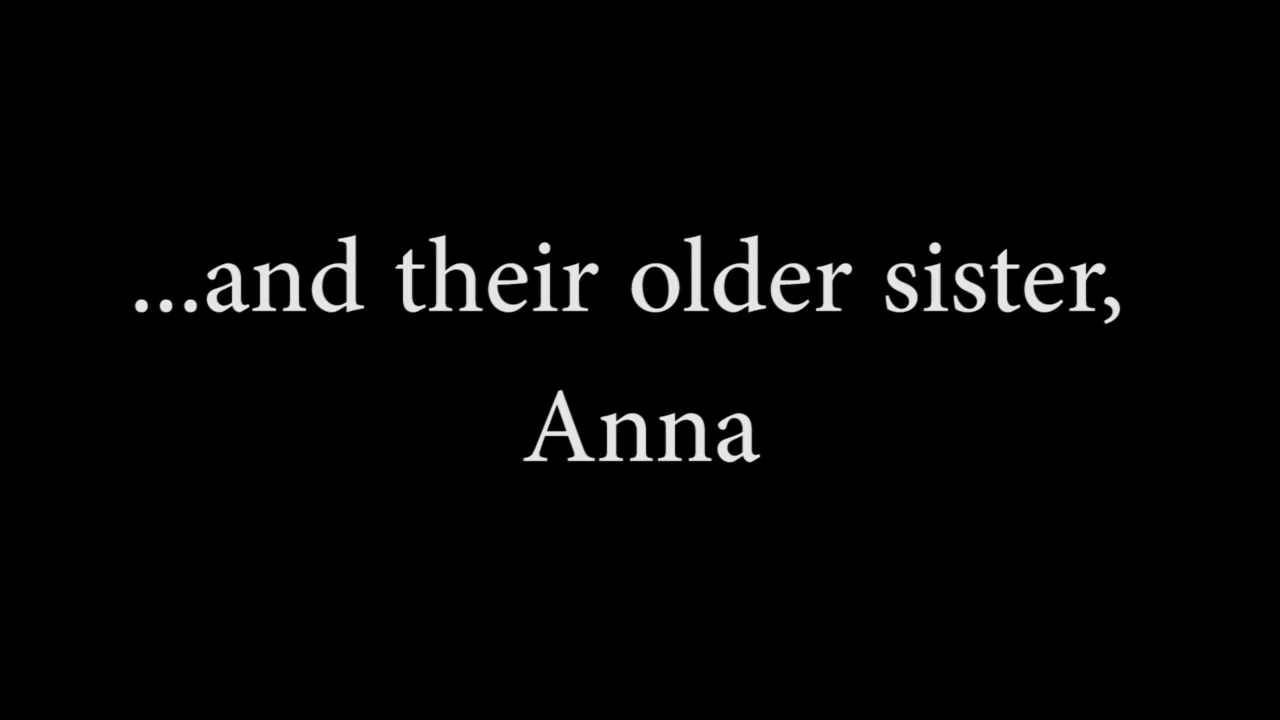 ...and their older sister,
Anna